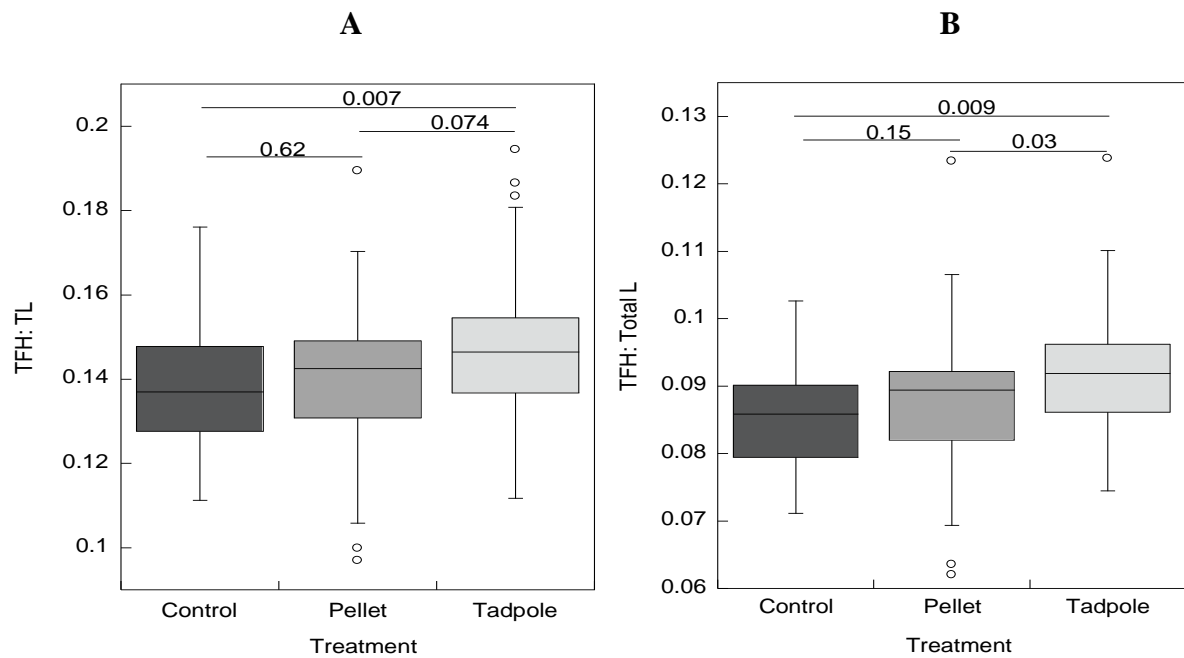 A
TFH: TL
0.2
0.18
0.16
0.14
0.12
0.1
0.007
0.074
0.62
Control Pellet Tadpole
Treatment
B
TFH: Total L
0.13
0.12
0.11
0.1
0.09
0.08
0.07
0.06
0.009
0.15
0.03
Control Pellet Tadpole
Treatment